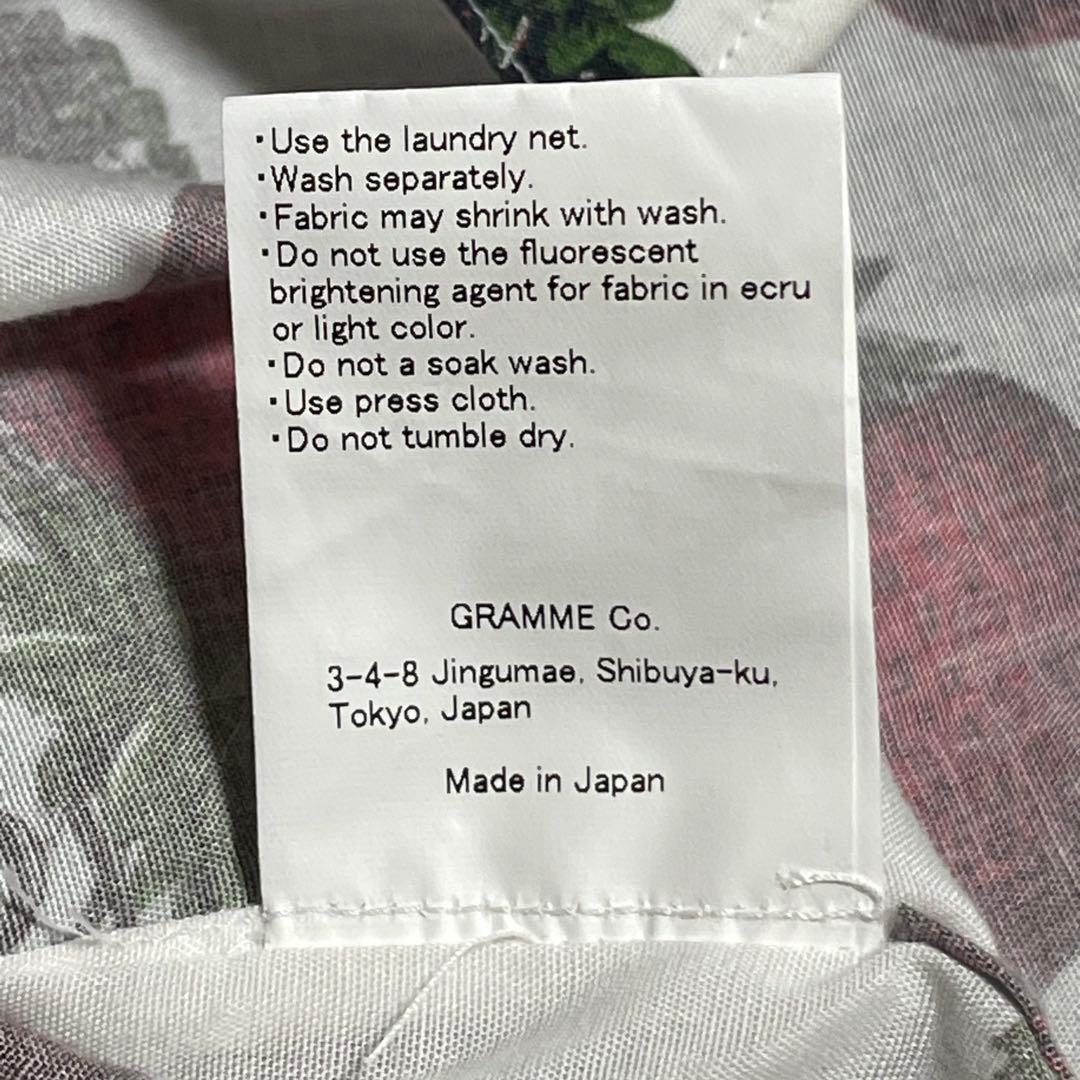 ・Use the laundry net.
・Wash separately.
・Fabric may shrink with wash.
・Do not use the fluorescent
brightening agent for fabric in ecru
or light color.
・Do not a soak wash.
・Use press cloth.
・Do not tumble dry.
GRAMME Co.
3-4-8 Jingumae, Shibuya-ku,
Tokyo, Japan
Made in Japan